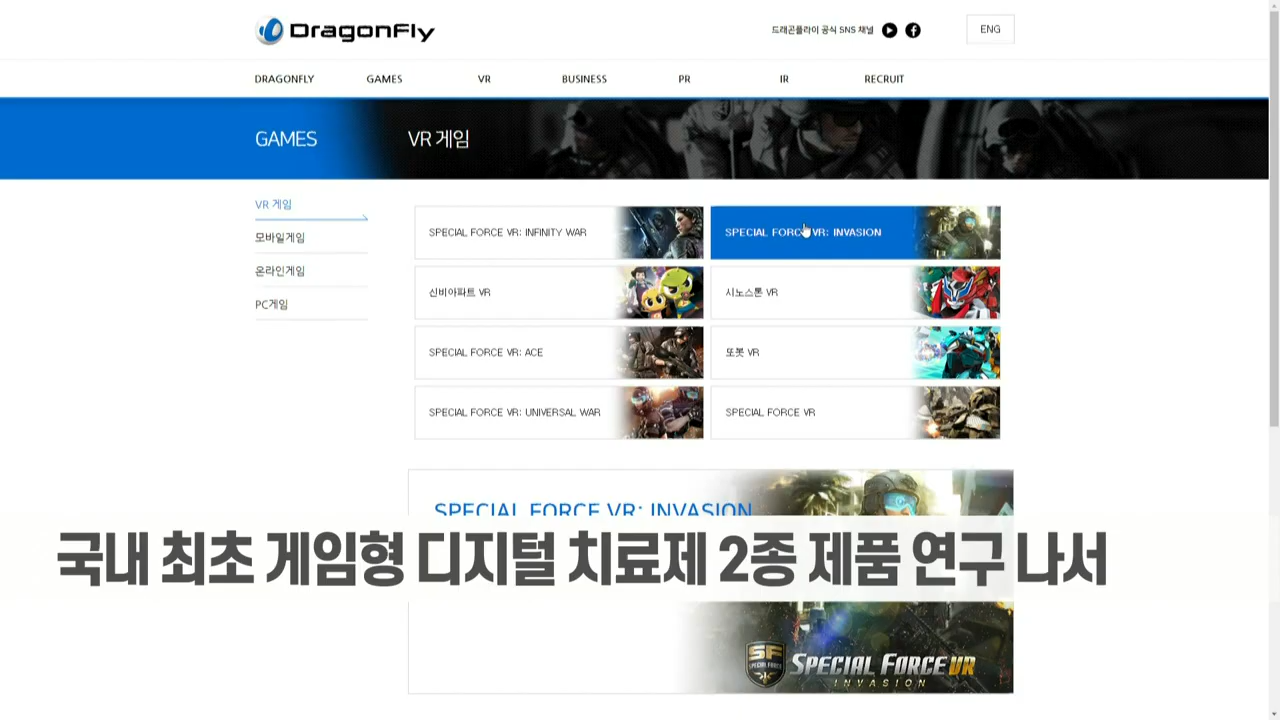 DragonFly
드래곤플라이 공식 SNS 채널
ENG
DRAGONFLY GAMES VR BUSINESS PR IR RECRUIT
GAMES
VR 게임
VR 게임
모바일게임
온라인게임
PC게임
SPECIAL FORCE VR: INFINITY WAR
SPECIAL FORCE VR: INVASION
신비아파트 VR
시노스톤 VR
SPECIAL FORCE VR: ACE
또봇 VR
SPECIAL FORCE VR: UNIVERSAL WAR
SPECIAL FORCE VR
SPECIAL FORCE VR: INVASION
국내 최초 게임형 디지털 치료제 2종 제품 연구 나서
SF
SPECIAL FORCE
SPECIAL FORCE VR
INVASION